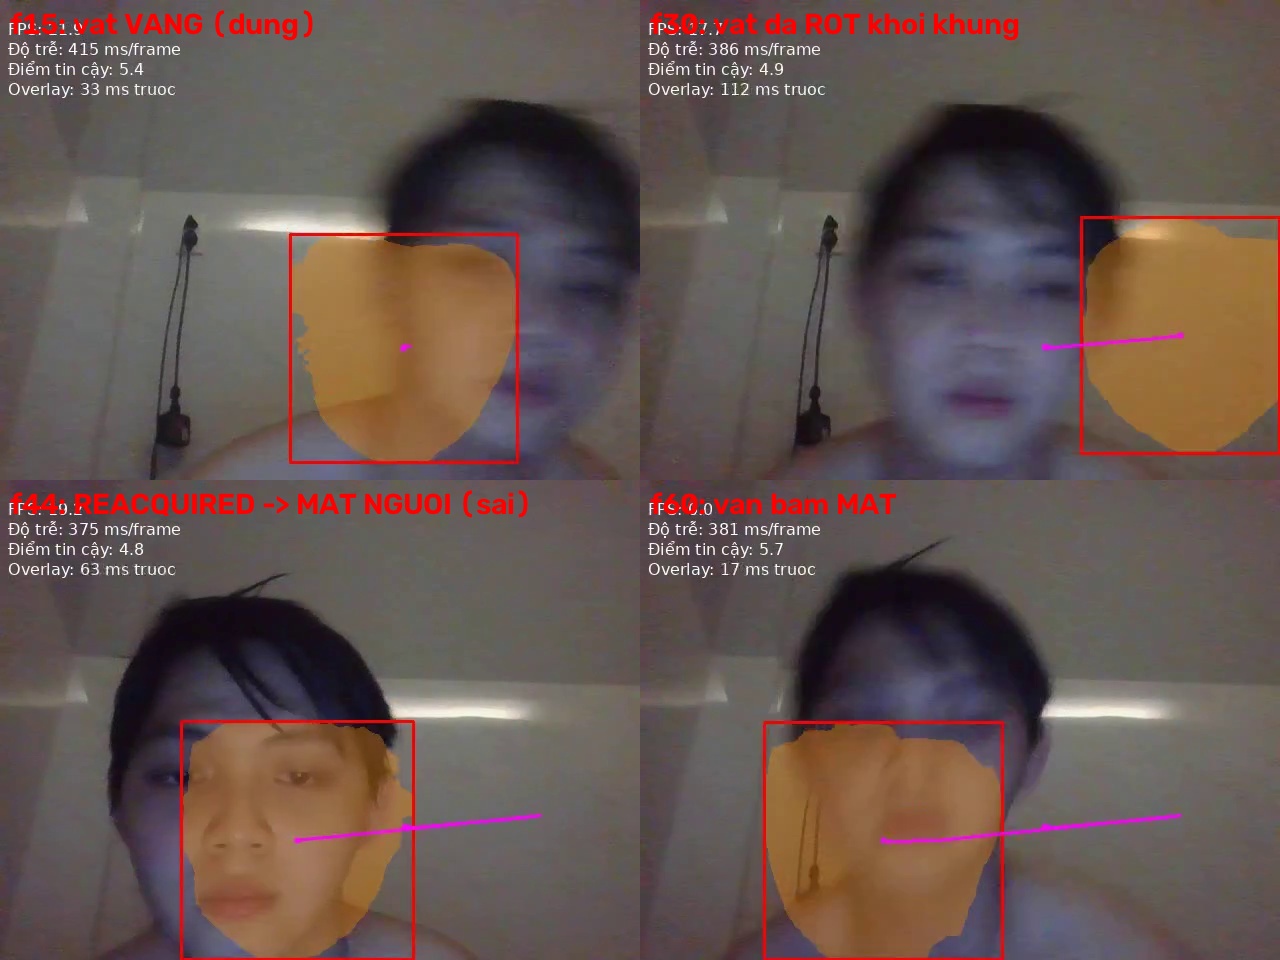 f15: vat VANG (dung)
Độ trễ: 415 ms/frame
Điểm tin cậy: 5.4
Overlay: 33 ms truoc
f30: vat da ROT khoi khung
Độ trễ: 386 ms/frame
Điểm tin cậy: 4.9
Overlay: 112 ms truoc
f44: REACQUIRED -> MAT NGUOI (sai)
Độ trễ: 375 ms/frame
Điểm tin cậy: 4.8
Overlay: 63 ms truoc
f60: van bam MAT
Độ trễ: 381 ms/frame
Điểm tin cậy: 5.7
Overlay: 17 ms truoc